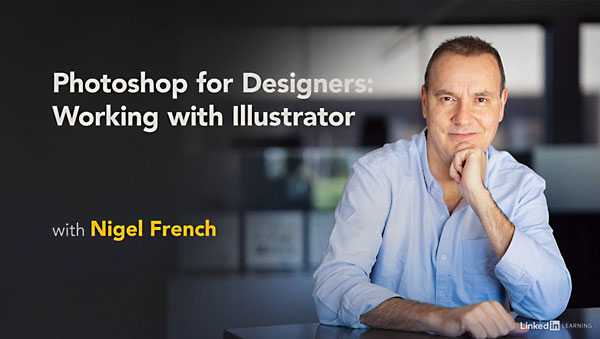 Photoshop for Designers:
Working with Illustrator
with Nigel French
Linked in LEARNING